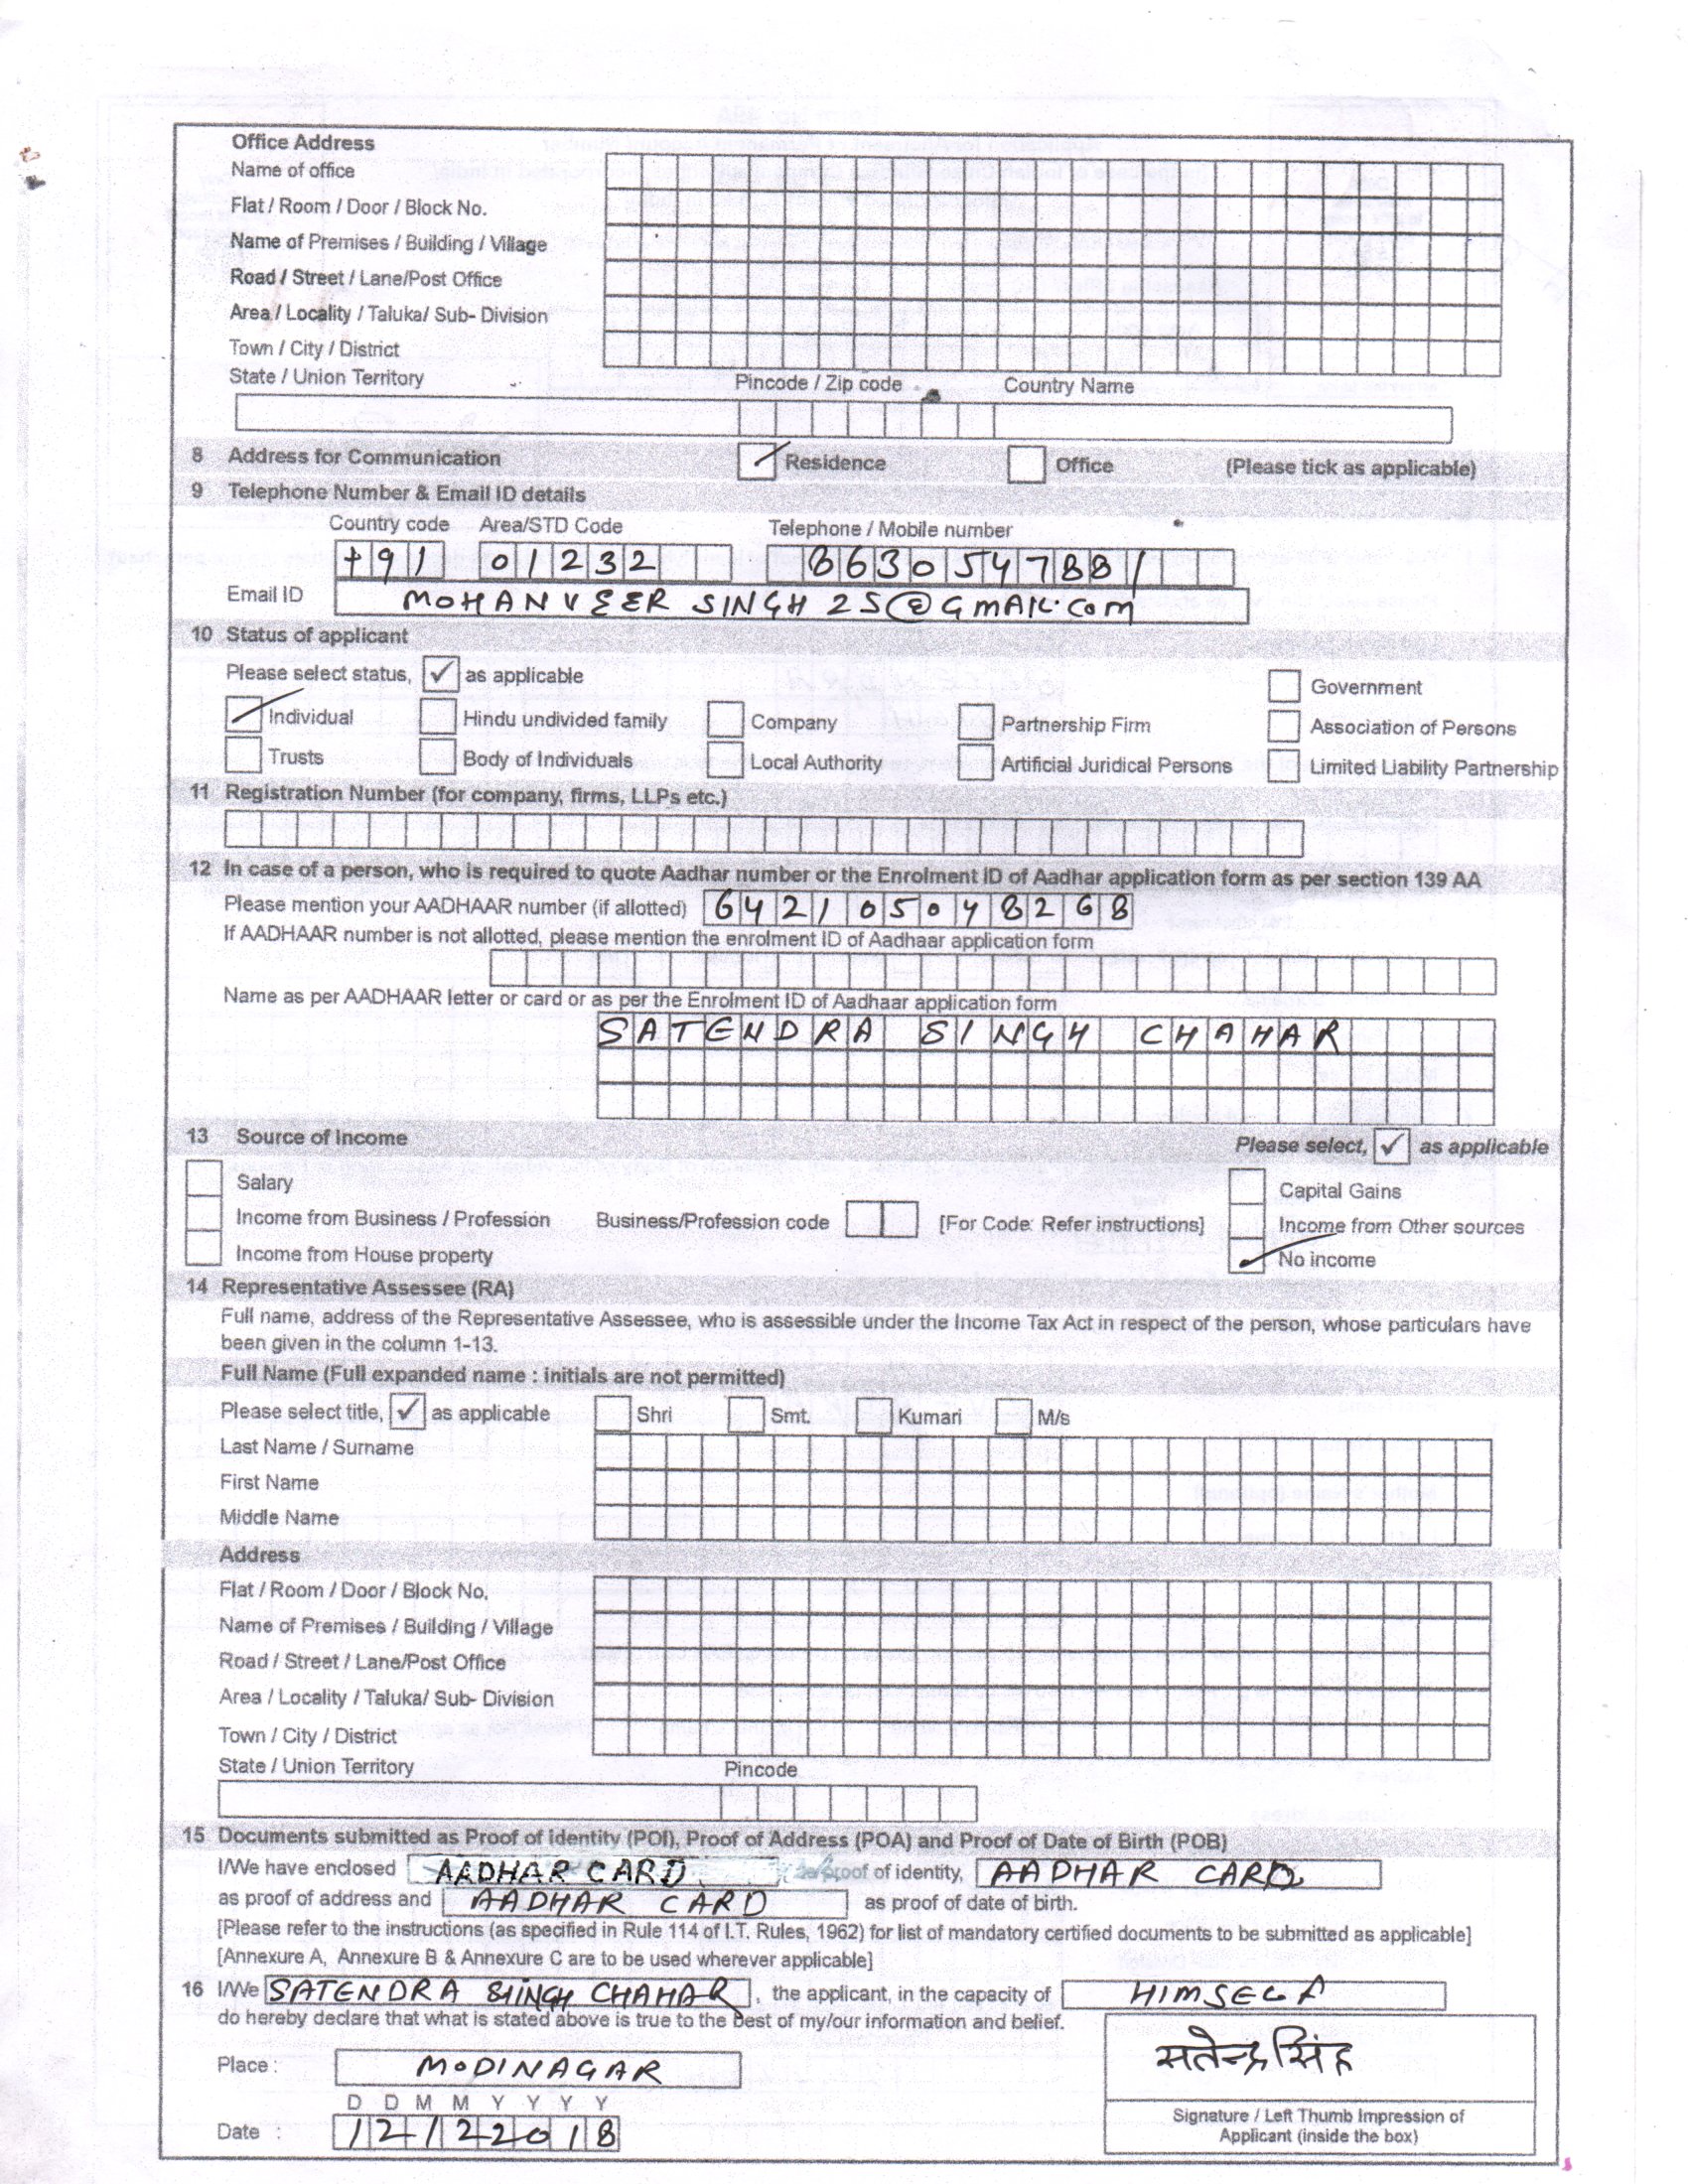 Office Address
Name of office
Flat / Room / Door / Block No.
Name of Premises / Building / Village
Road / Street / Lane/Post Office
Area / Locality / Taluka/ Sub- Division
Town / City / District
State / Union Territory Pincode / Zip code Country Name
8 Address for Communication Residence Office (Please tick as applicable)
9 Telephone Number & Email ID details
Country code Area/STD Code Telephone / Mobile number
+91 01232 8630547881
Email ID MOHANVEER SINGH 25@GMAIL.COM
10 Status of applicant
Please select status, ✓ as applicable Government
Individual Hindu undivided family Company Partnership Firm Association of Persons
Trusts Body of Individuals Local Authority Artificial Juridical Persons Limited Liability Partnership
11 Registration Number (for company, firms, LLPs etc.)
12 In case of a person, who is required to quote Aadhar number or the Enrolment ID of Aadhar application form as per section 139 AA
Please mention your AADHAAR number (if allotted) 642105048268
If AADHAAR number is not allotted, please mention the enrolment ID of Aadhaar application form
Name as per AADHAAR letter or card or as per the Enrolment ID of Aadhaar application form
SATENDRA SINGH CHAHAR
13 Source of Income Please select, ✓ as applicable
Salary Capital Gains
Income from Business / Profession Business/Profession code [For Code: Refer instructions] Income from Other sources
Income from House property No income
14 Representative Assessee (RA)
Full name, address of the Representative Assessee, who is assessible under the Income Tax Act in respect of the person, whose particulars have
been given in the column 1-13.
Full Name (Full expanded name : initials are not permitted)
Please select title, ✓ as applicable Shri Smt. Kumari M/s
Last Name / Surname
First Name
Middle Name
Address
Flat / Room / Door / Block No.
Name of Premises / Building / Village
Road / Street / Lane/Post Office
Area / Locality / Taluka/ Sub- Division
Town / City / District
State / Union Territory Pincode
15 Documents submitted as Proof of Identity (POI), Proof of Address (POA) and Proof of Date of Birth (POB)
I/We have enclosed AADHAR CARD as proof of identity, AADHAR CARD
as proof of address and AADHAR CARD as proof of date of birth.
[Please refer to the instructions (as specified in Rule 114 of I.T. Rules, 1962) for list of mandatory certified documents to be submitted as applicable]
[Annexure A, Annexure B & Annexure C are to be used wherever applicable]
16 I/We SATENDRA SINGH CHAHAR, the applicant, in the capacity of HIMSELF
do hereby declare that what is stated above is true to the best of my/our information and belief.
सतेन्द्र सिंह
Place : MODINAGAR
D D M M Y Y Y Y
Date : 12122018
Signature / Left Thumb Impression of
Applicant (inside the box)